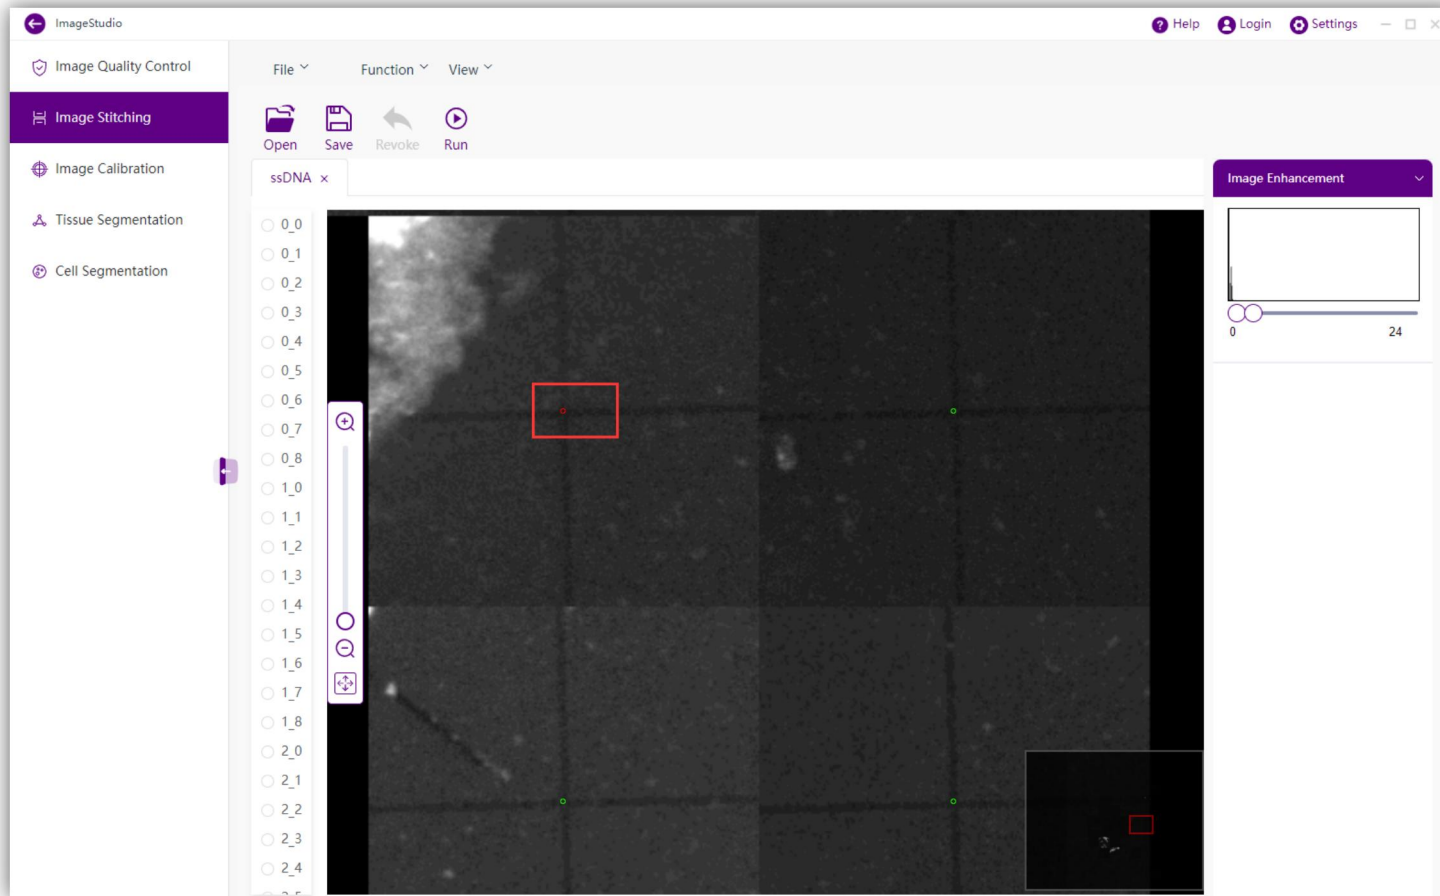 ImageStudio
Help Login Settings
Image Quality Control
Image Stitching
Image Calibration
Tissue Segmentation
Cell Segmentation
File Function View
Open Save Revoke Run
ssDNA ×
0_0
0_1
0_2
0_3
0_4
0_5
0_6
0_7
0_8
1_0
1_1
1_2
1_3
1_4
1_5
1_6
1_7
1_8
2_0
2_1
2_2
2_3
2_4
Image Enhancement
0 24